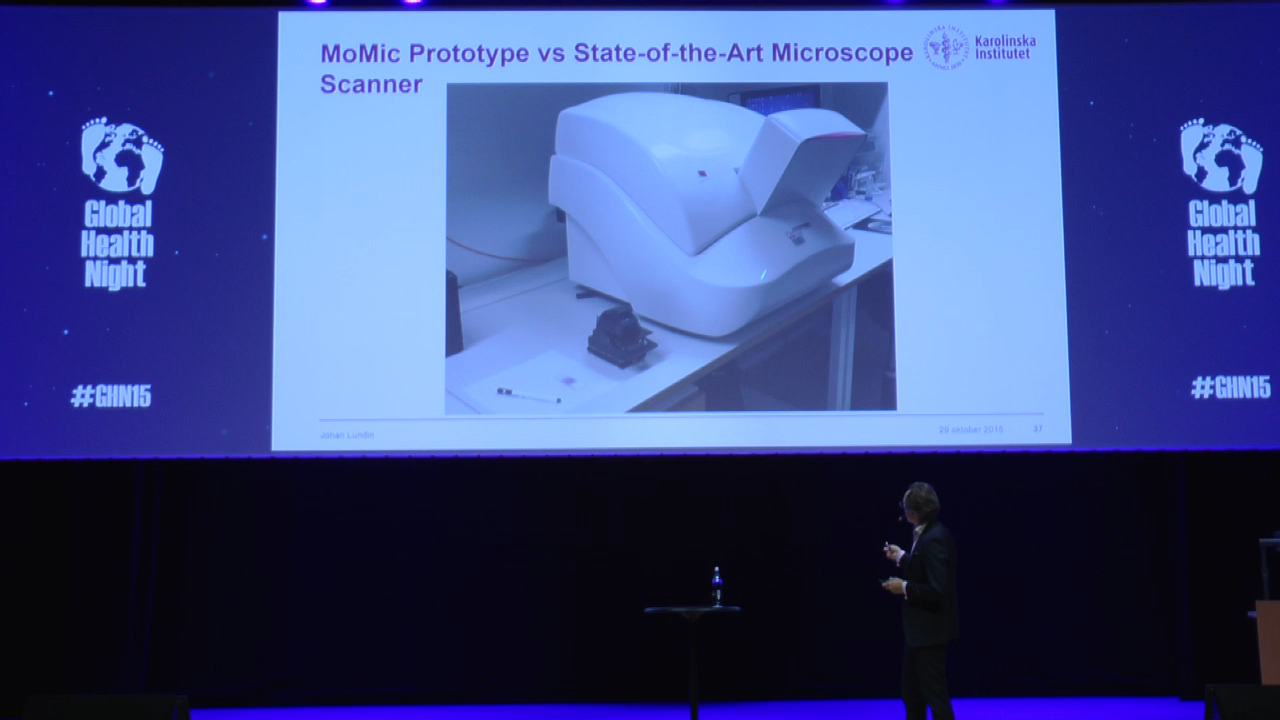 MoMic Prototype vs State-of-the-Art Microscope
Scanner
Karolinska
Institutet
Global
Health
Night
#GHN15
Global
Health
Night
#GHN15
Johan Lundin
29 oktober 2015
37